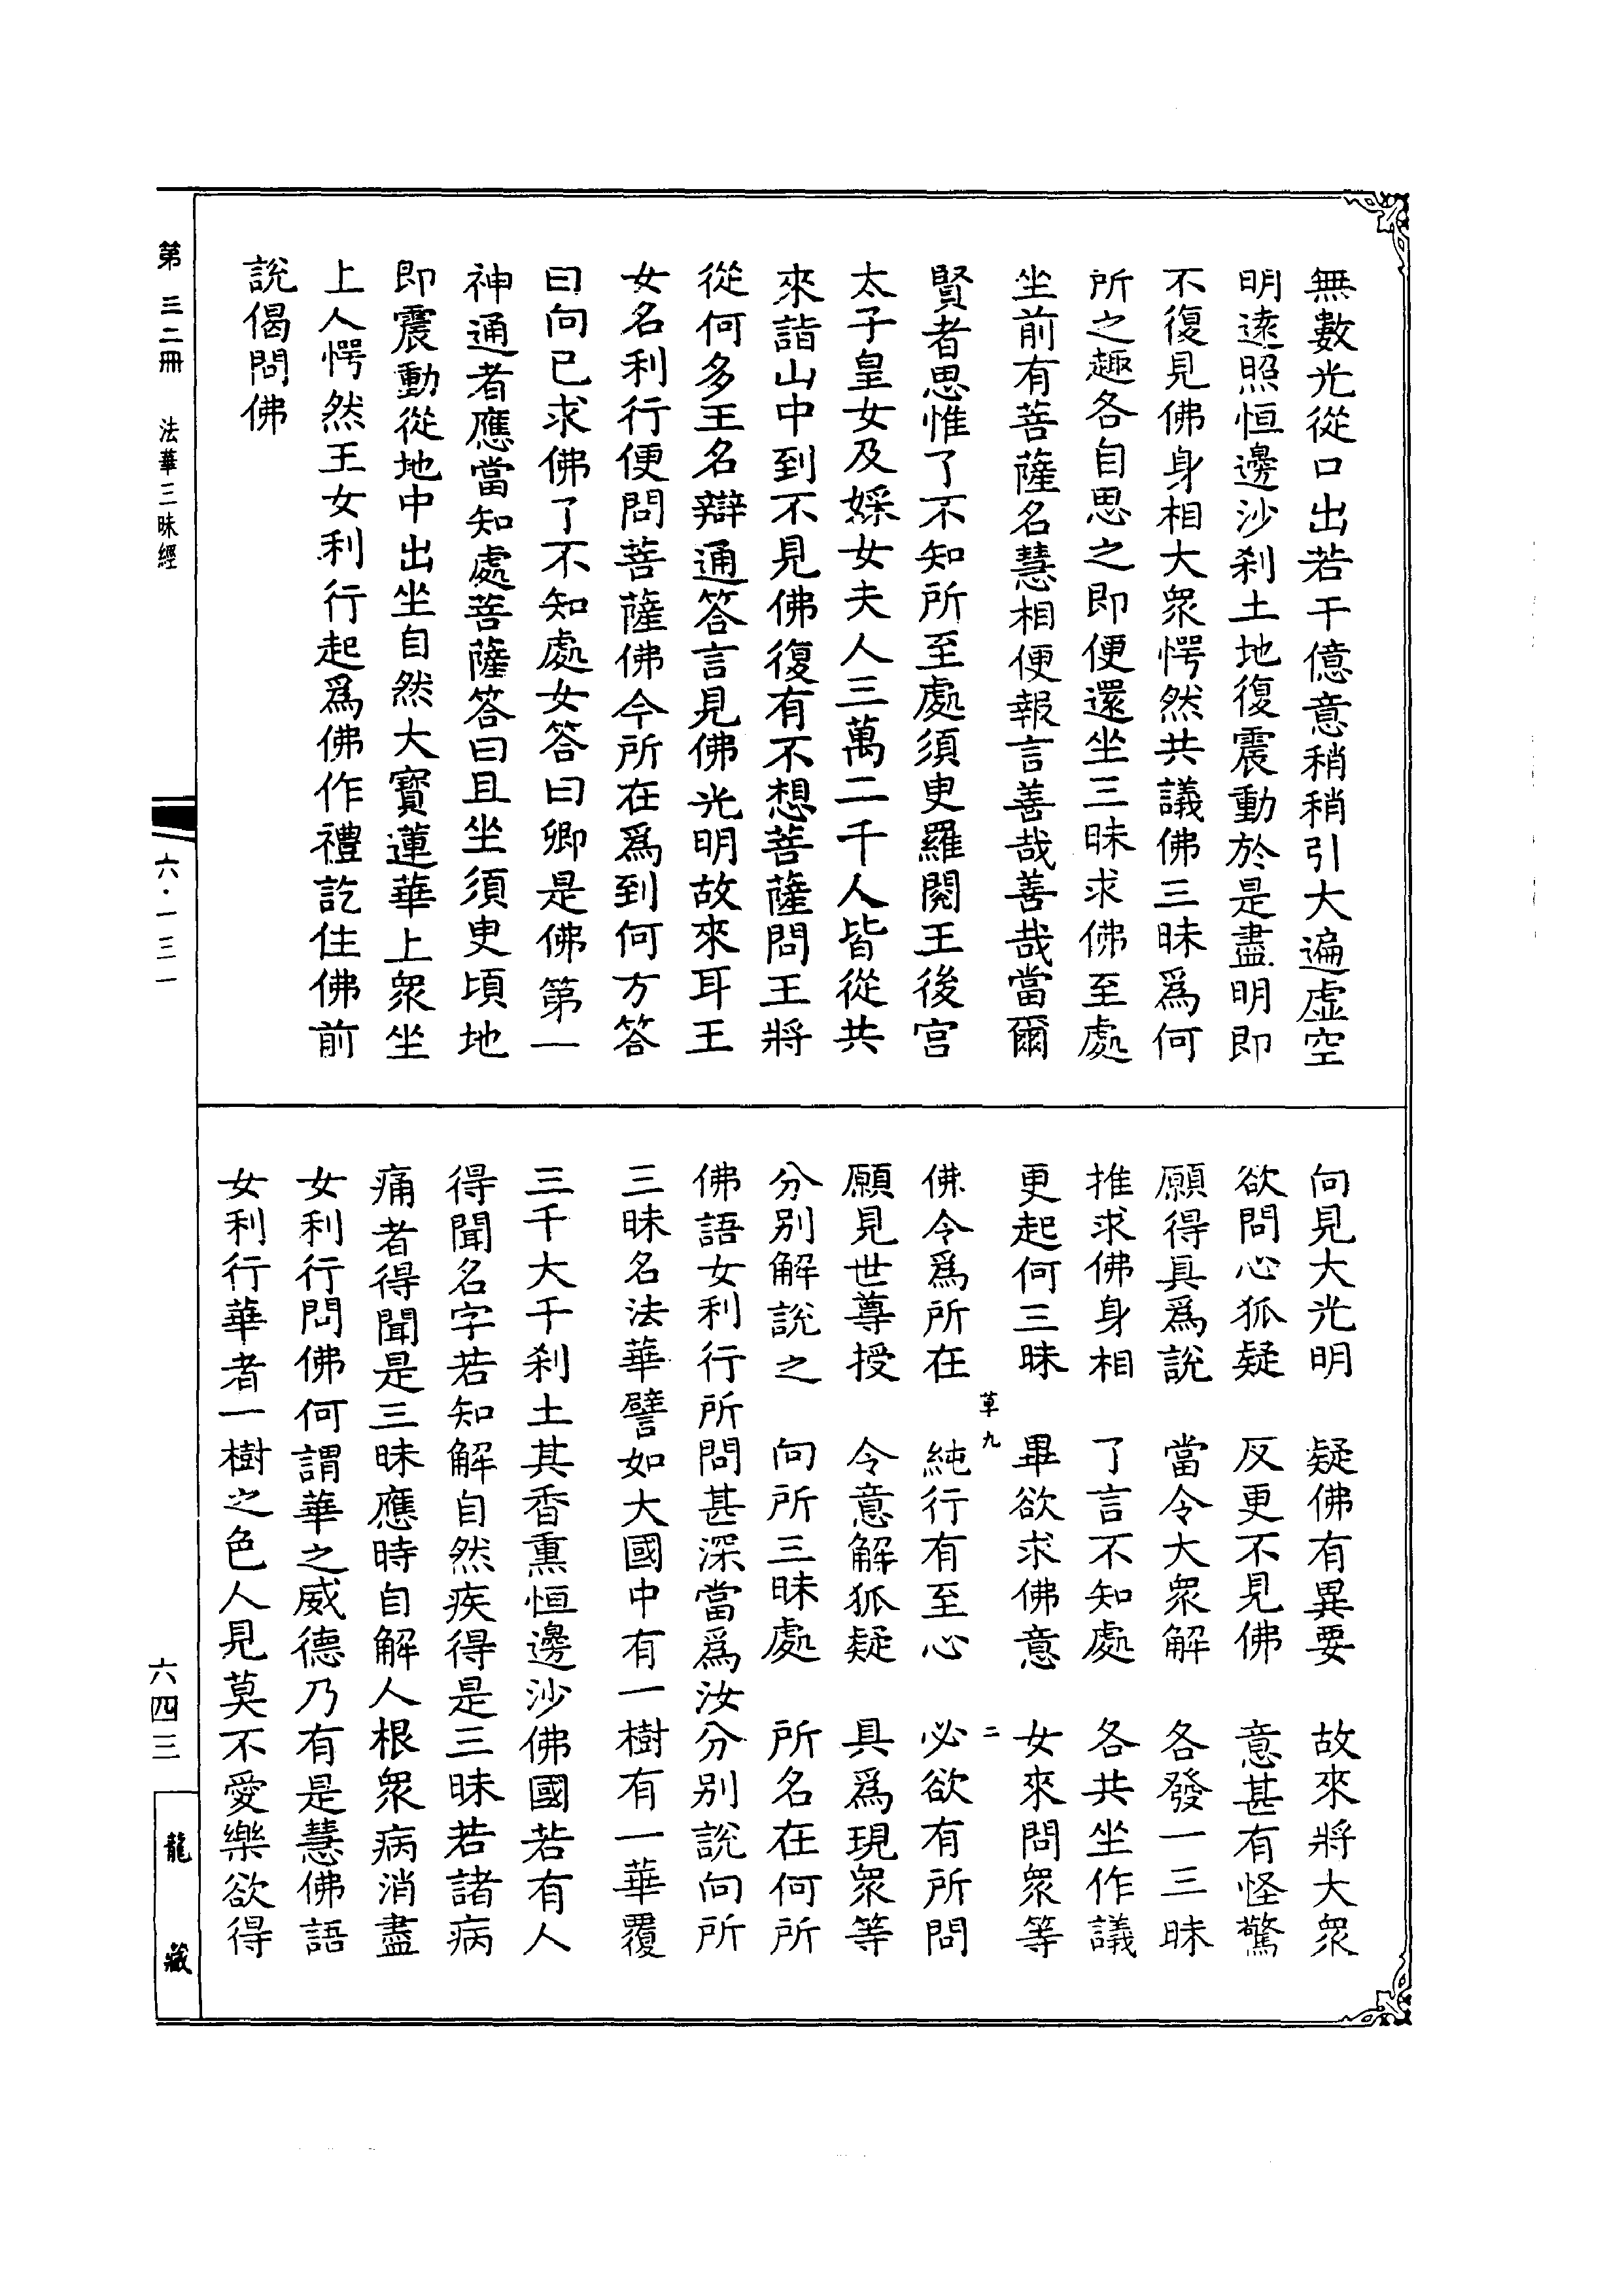 無數光從口出若干億意稍稍引大遍虛空
明遠照恒邊沙刹土地復震動於是盡明即
不復見佛身相大衆愕然共議佛三昧爲何
所之趣各自思之即便還坐三昧求佛至處
坐前有菩薩名慧相便報言善哉善哉當爾
賢者思惟了不知所至處須臾羅閱王後宮
太子皇女及婇女夫人三萬二千人皆從共
來詣山中到不見佛復有不想菩薩問王將
從何多王名辯通答言見佛光明故來耳王
女名利行便問菩薩佛今所在爲到何方答
曰向已求佛了不知處女答曰卿是佛第一
神通者應當知處菩薩答曰且坐須臾頃地
即震動從地中出坐自然大寶蓮華上衆坐
上人愕然王女利行起爲佛作禮訖住佛前
說偈問佛
向見大光明　疑佛有異要　故來將大衆
欲問心狐疑　反更不見佛　意甚有怪驚
願得具爲說　當令大衆解　各發一三昧
推求佛身相　了言不知處　各共坐作議
更起何三昧　畢欲求佛意　女來問衆等
草九　二
佛令爲所在　純行有至心　必欲有所問
願見世尊授　令意解狐疑　具爲現衆等
分別解說之　向所三昧處　所名在何所
佛語女利行所問甚深當爲汝分別說向所
三昧名法華譬如大國中有一樹有一華覆
三千大千刹土其香熏恒邊沙佛國若有人
得聞名字若知解自然疾得是三昧若諸病
痛者得聞是三昧應時自解人根衆病消盡
女利行問佛何謂華之威德乃有是慧佛語
女利行華者一樹之色人見莫不愛樂欲得
第三二冊　法華三昧經
六·一三一
六四三
龍藏